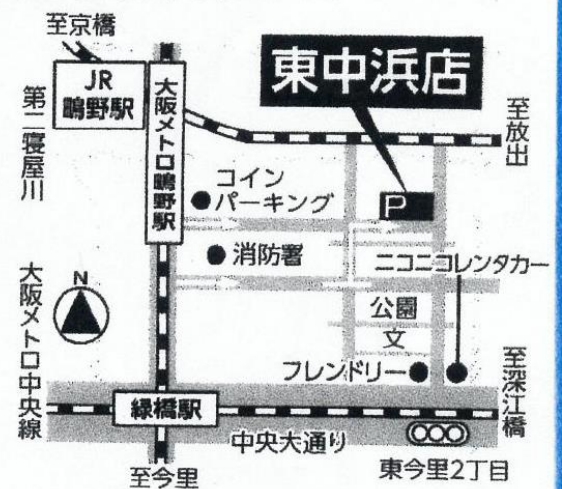 至京橋
JR
鴫野駅
大阪メトロ鴫野駅
第二寝屋川
東中浜店
至放出
コイン
パーキング
P
消防署
ニコニコレンタカー
N
大阪メトロ中央線
公園
文
フレンドリー
至深江橋
緑橋駅
中央大通り
至今里
東今里2丁目